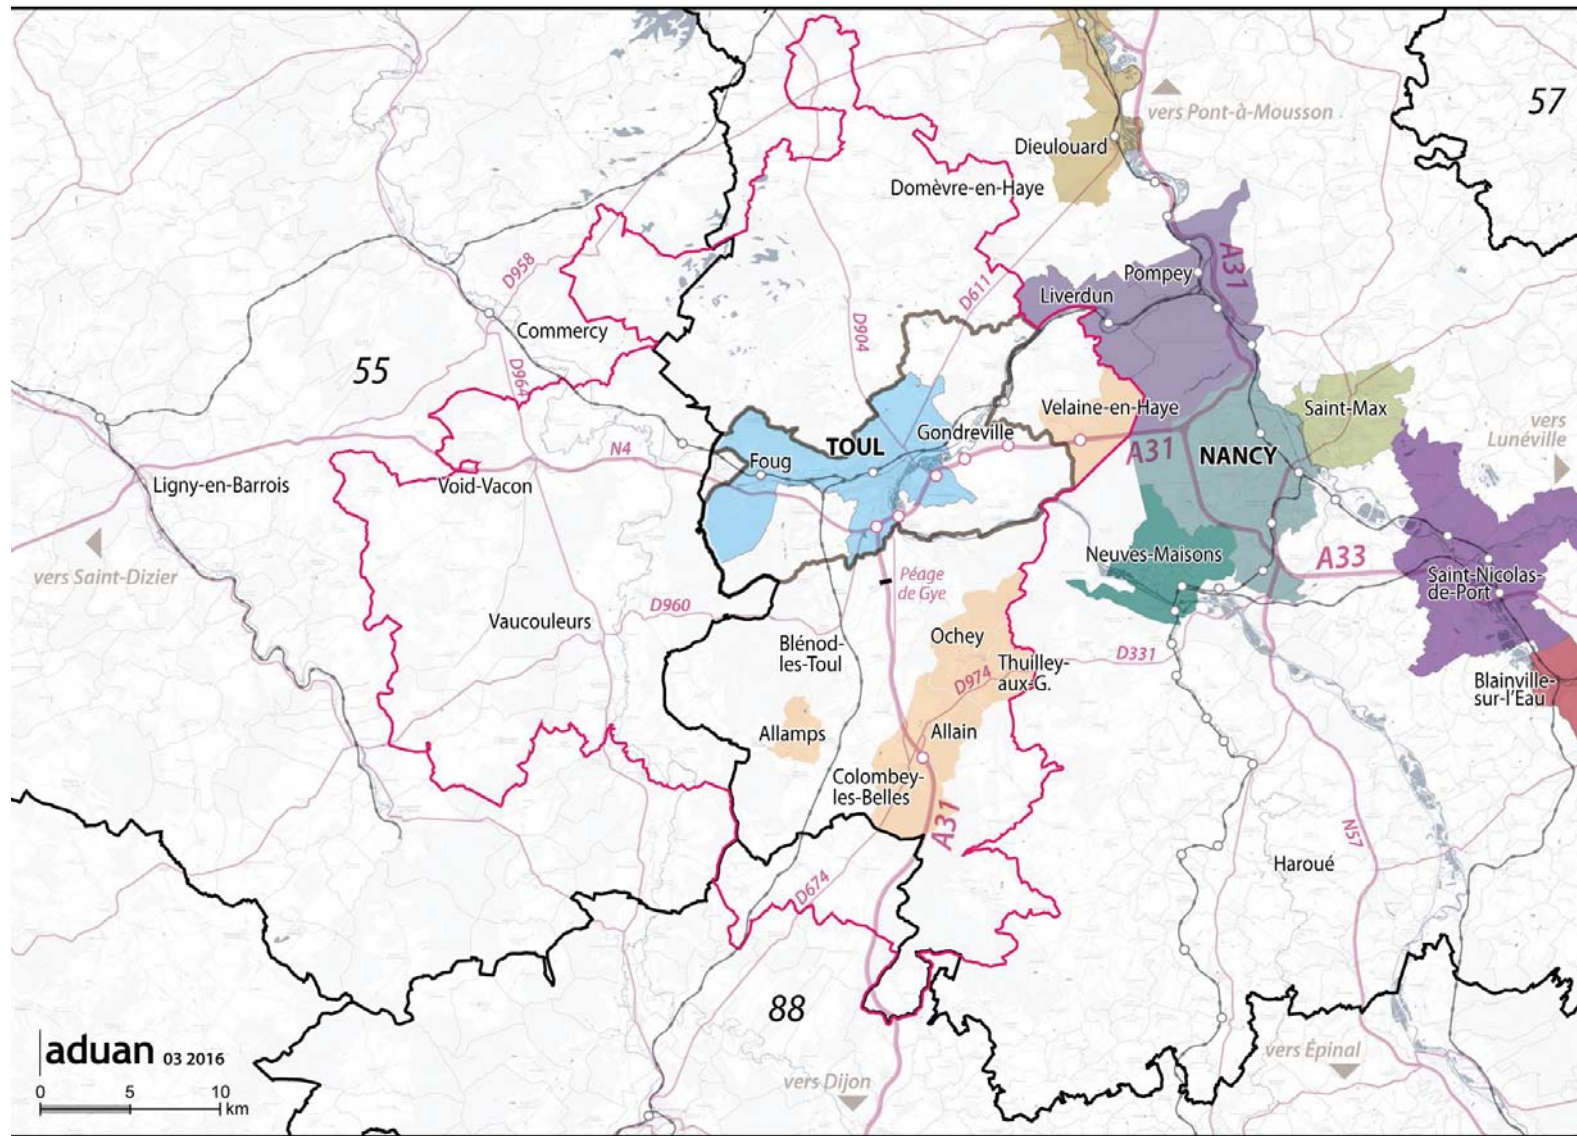 57
vers Pont-à-Mousson
Dieulouard
Domèvre-en-Haye
D958
A31
Pompey
Liverdun
D611
Commercy
D904
D964
55
Velaine-en-Haye
Saint-Max
vers
Lunéville
Gondreville
TOUL
A31
NANCY
N4
Foug
Void-Vacon
Ligny-en-Barrois
Neuves-Maisons
A33
vers Saint-Dizier
Péage
de Gye
Saint-Nicolas-
de-Port
D960
Vaucouleurs
Ochey
Blénod-
les-Toul
D331
Thuilley-
aux-G.
D974
Blainville-
sur-l'Eau
Allamps
Allain
Colombey-
les-Belles
A31
N57
Haroué
D674
88
aduan 03 2016
vers Épinal
vers Dijon
0 5 10
km